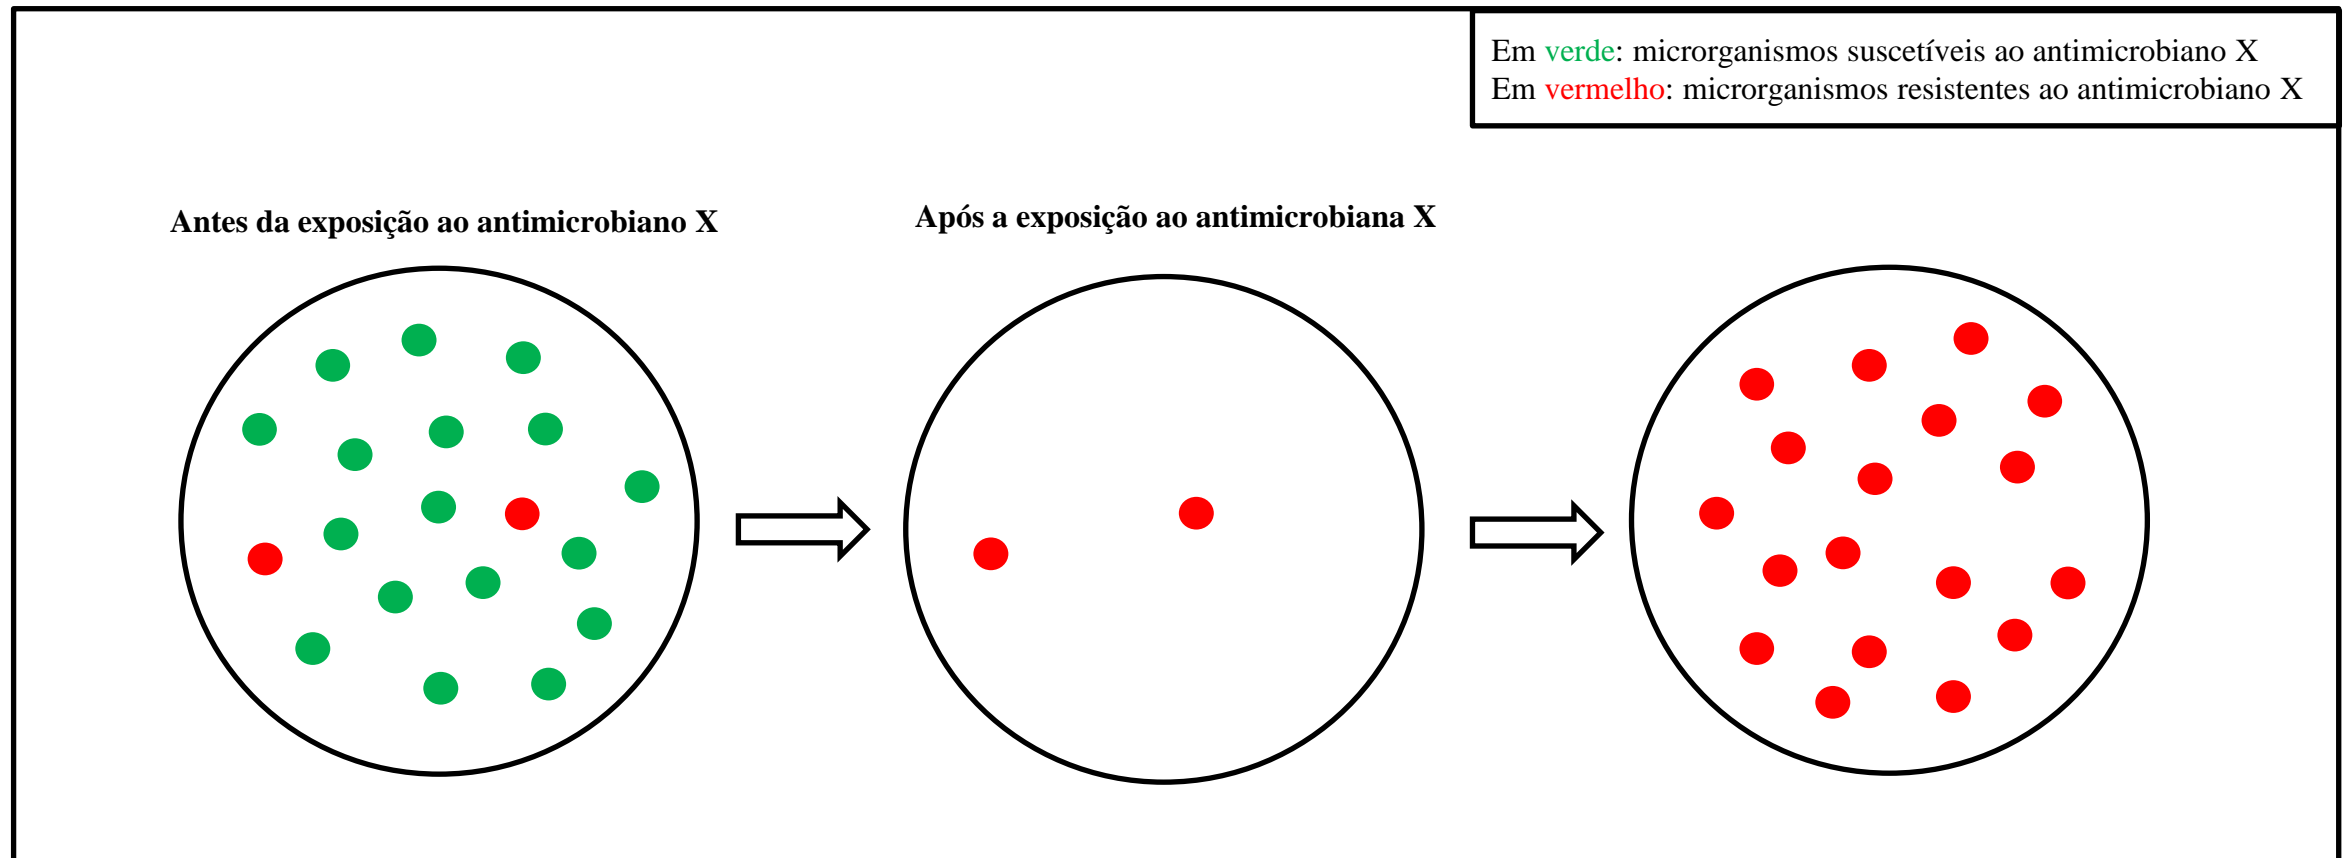 Em verde: microrganismos suscetíveis ao antimicrobiano X
Em vermelho: microrganismos resistentes ao antimicrobiano X
Antes da exposição ao antimicrobiano X
Após a exposição ao antimicrobiana X